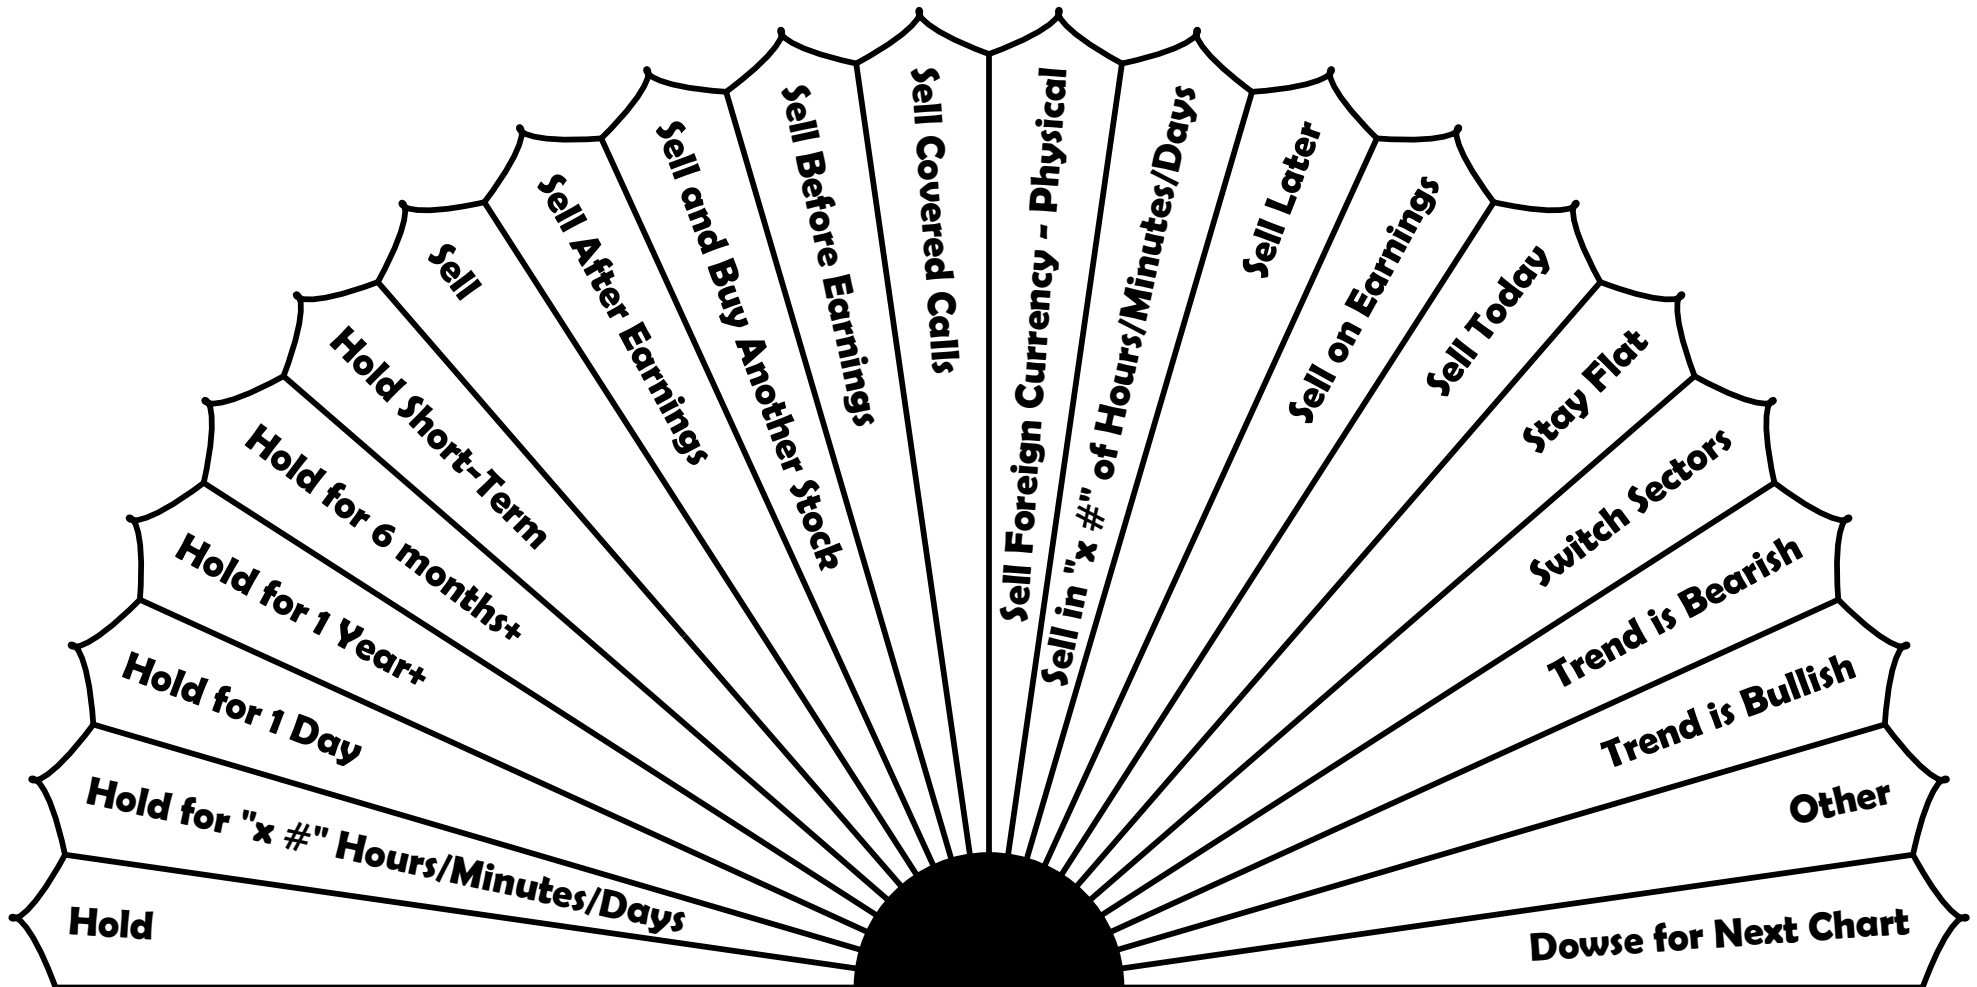 Hold
Hold for "x #" Hours/Minutes/Days
Hold for 1 Day
Hold for 1 Year+
Hold for 6 months+
Hold Short-Term
Sell
Sell After Earnings
Sell and Buy Another Stock
Sell Before Earnings
Sell Covered Calls
Sell Foreign Currency - Physical
Sell in "x #" of Hours/Minutes/Days
Sell Later
Sell on Earnings
Sell Today
Stay Flat
Switch Sectors
Trend is Bearish
Trend is Bullish
Other
Dowse for Next Chart